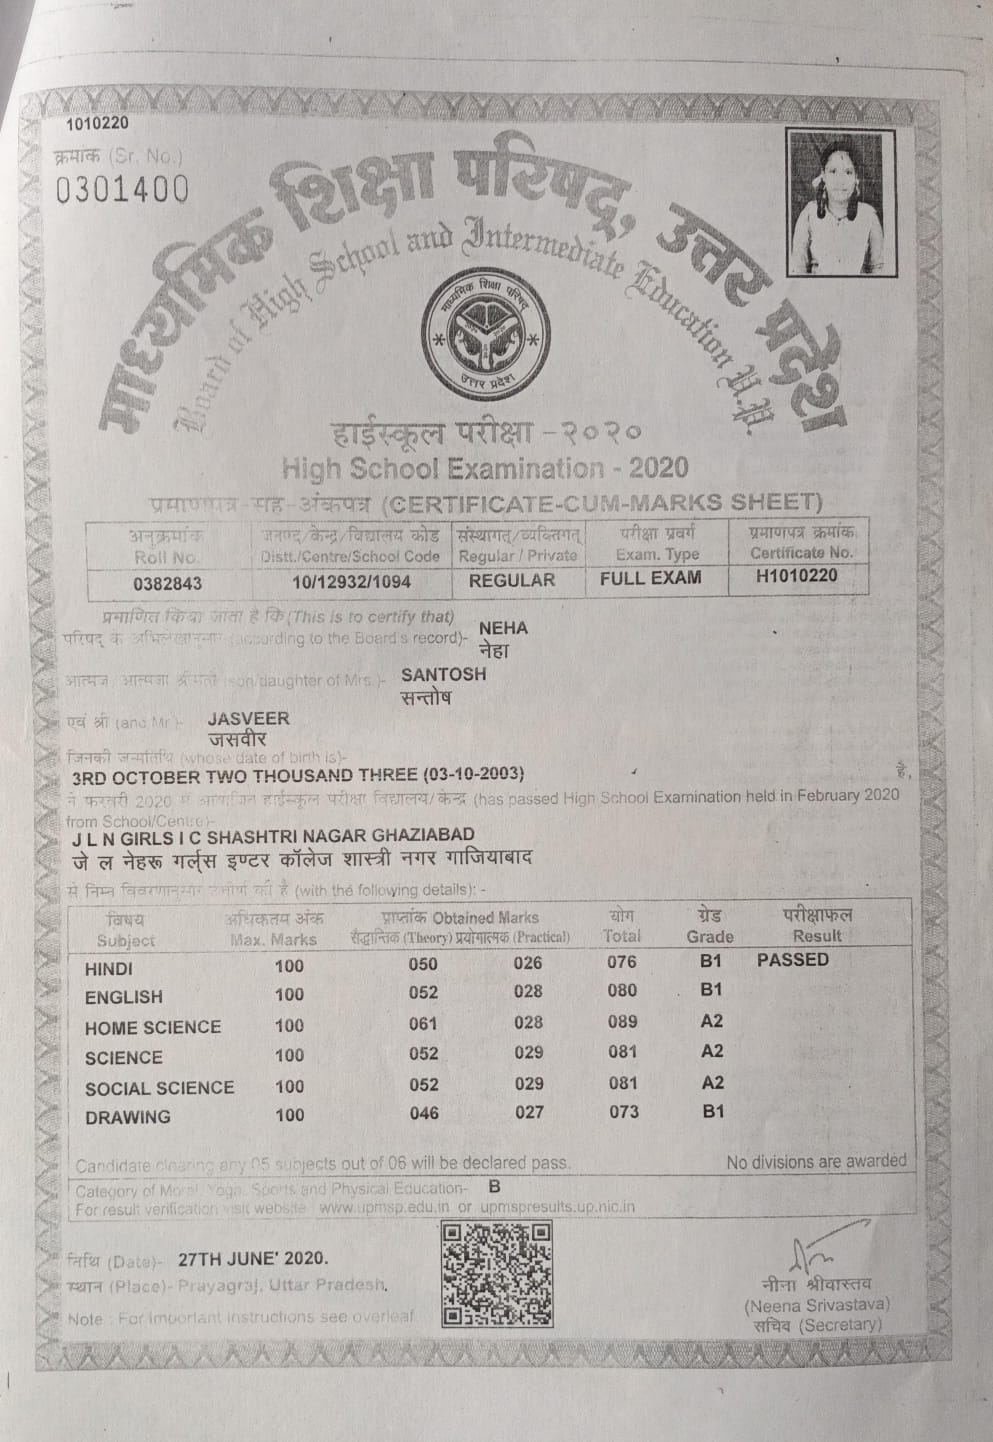 1010220
क्रमांक (Sr. No.)
0301400
माध्यमिक शिक्षा परिषद्, उत्तर प्रदेश
Board of High School and Intermediate Education U.P.
माध्यमिक शिक्षा परिषद
उत्तर प्रदेश
हाईस्कूल परीक्षा - २०२०
High School Examination - 2020
प्रमाणपत्र-सह-अंकपत्र (CERTIFICATE-CUM-MARKS SHEET)
अनुक्रमांक जनपद/केन्द्र/विद्यालय कोड संस्थागत्/व्यक्तिगत् परीक्षा प्रवर्ग प्रमाणपत्र क्रमांक
Roll No. Distt./Centre/School Code Regular / Private Exam. Type Certificate No.
0382843 10/12932/1094 REGULAR FULL EXAM H1010220
प्रमाणित किया जाता है कि (This is to certify that)
परिषद् के अभिलेखानुसार (according to the Board's record)- NEHA
नेहा
आत्मज/आत्मजा श्रीमती (son/daughter of Mrs.)- SANTOSH
सन्तोष
एवं श्री (and Mr.)- JASVEER
जसवीर
जिनकी जन्मतिथि (whose date of birth is)-
3RD OCTOBER TWO THOUSAND THREE (03-10-2003) है,
ने फरवरी 2020 में आयोजित हाईस्कूल परीक्षा विद्यालय/केन्द्र (has passed High School Examination held in February 2020
from School/Centre)-
J L N GIRLS I C SHASHTRI NAGAR GHAZIABAD
जे ल नेहरू गर्ल्स इण्टर कॉलेज शास्त्री नगर गाजियाबाद
से निम्न विवरणानुसार उत्तीर्ण की है (with the following details): -
विषय अधिकतम अंक प्राप्तांक Obtained Marks योग ग्रेड परीक्षाफल
Subject Max. Marks सैद्धान्तिक (Theory) प्रयोगात्मक (Practical) Total Grade Result
HINDI 100 050 026 076 B1 PASSED
ENGLISH 100 052 028 080 B1
HOME SCIENCE 100 061 028 089 A2
SCIENCE 100 052 029 081 A2
SOCIAL SCIENCE 100 052 029 081 A2
DRAWING 100 046 027 073 B1
Candidate clearing any 05 subjects out of 06 will be declared pass. No divisions are awarded
Category of Moral, Yoga, Sports and Physical Education- B
For result verification visit website : www.upmsp.edu.in or upmspresults.up.nic.in
तिथि (Date)- 27TH JUNE' 2020.
स्थान (Place)- Prayagraj, Uttar Pradesh.
Note : For important instructions see overleaf
नीना श्रीवास्तव
(Neena Srivastava)
सचिव (Secretary)